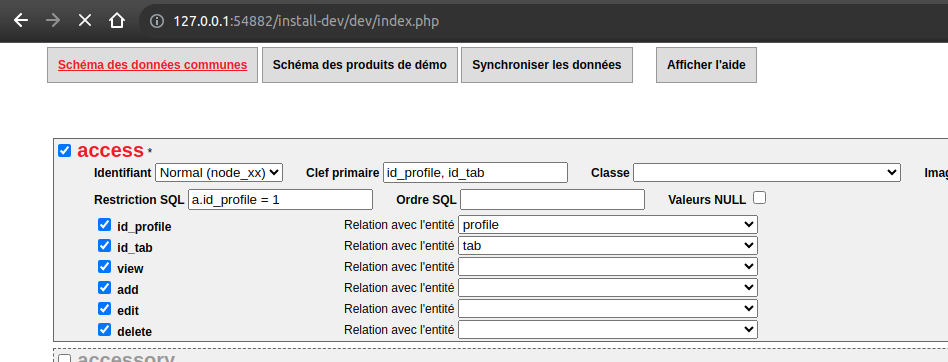 127.0.0.1:54882/install-dev/dev/index.php
Schéma des données communes Schéma des produits de démo Synchroniser les données Afficher l'aide
access *
Identifiant Normal (node_xx) Clef primaire id_profile, id_tab Classe
Restriction SQL a.id_profile = 1 Ordre SQL Valeurs NULL
id_profile Relation avec l'entité profile
id_tab Relation avec l'entité tab
view Relation avec l'entité
add Relation avec l'entité
edit Relation avec l'entité
delete Relation avec l'entité
accessory